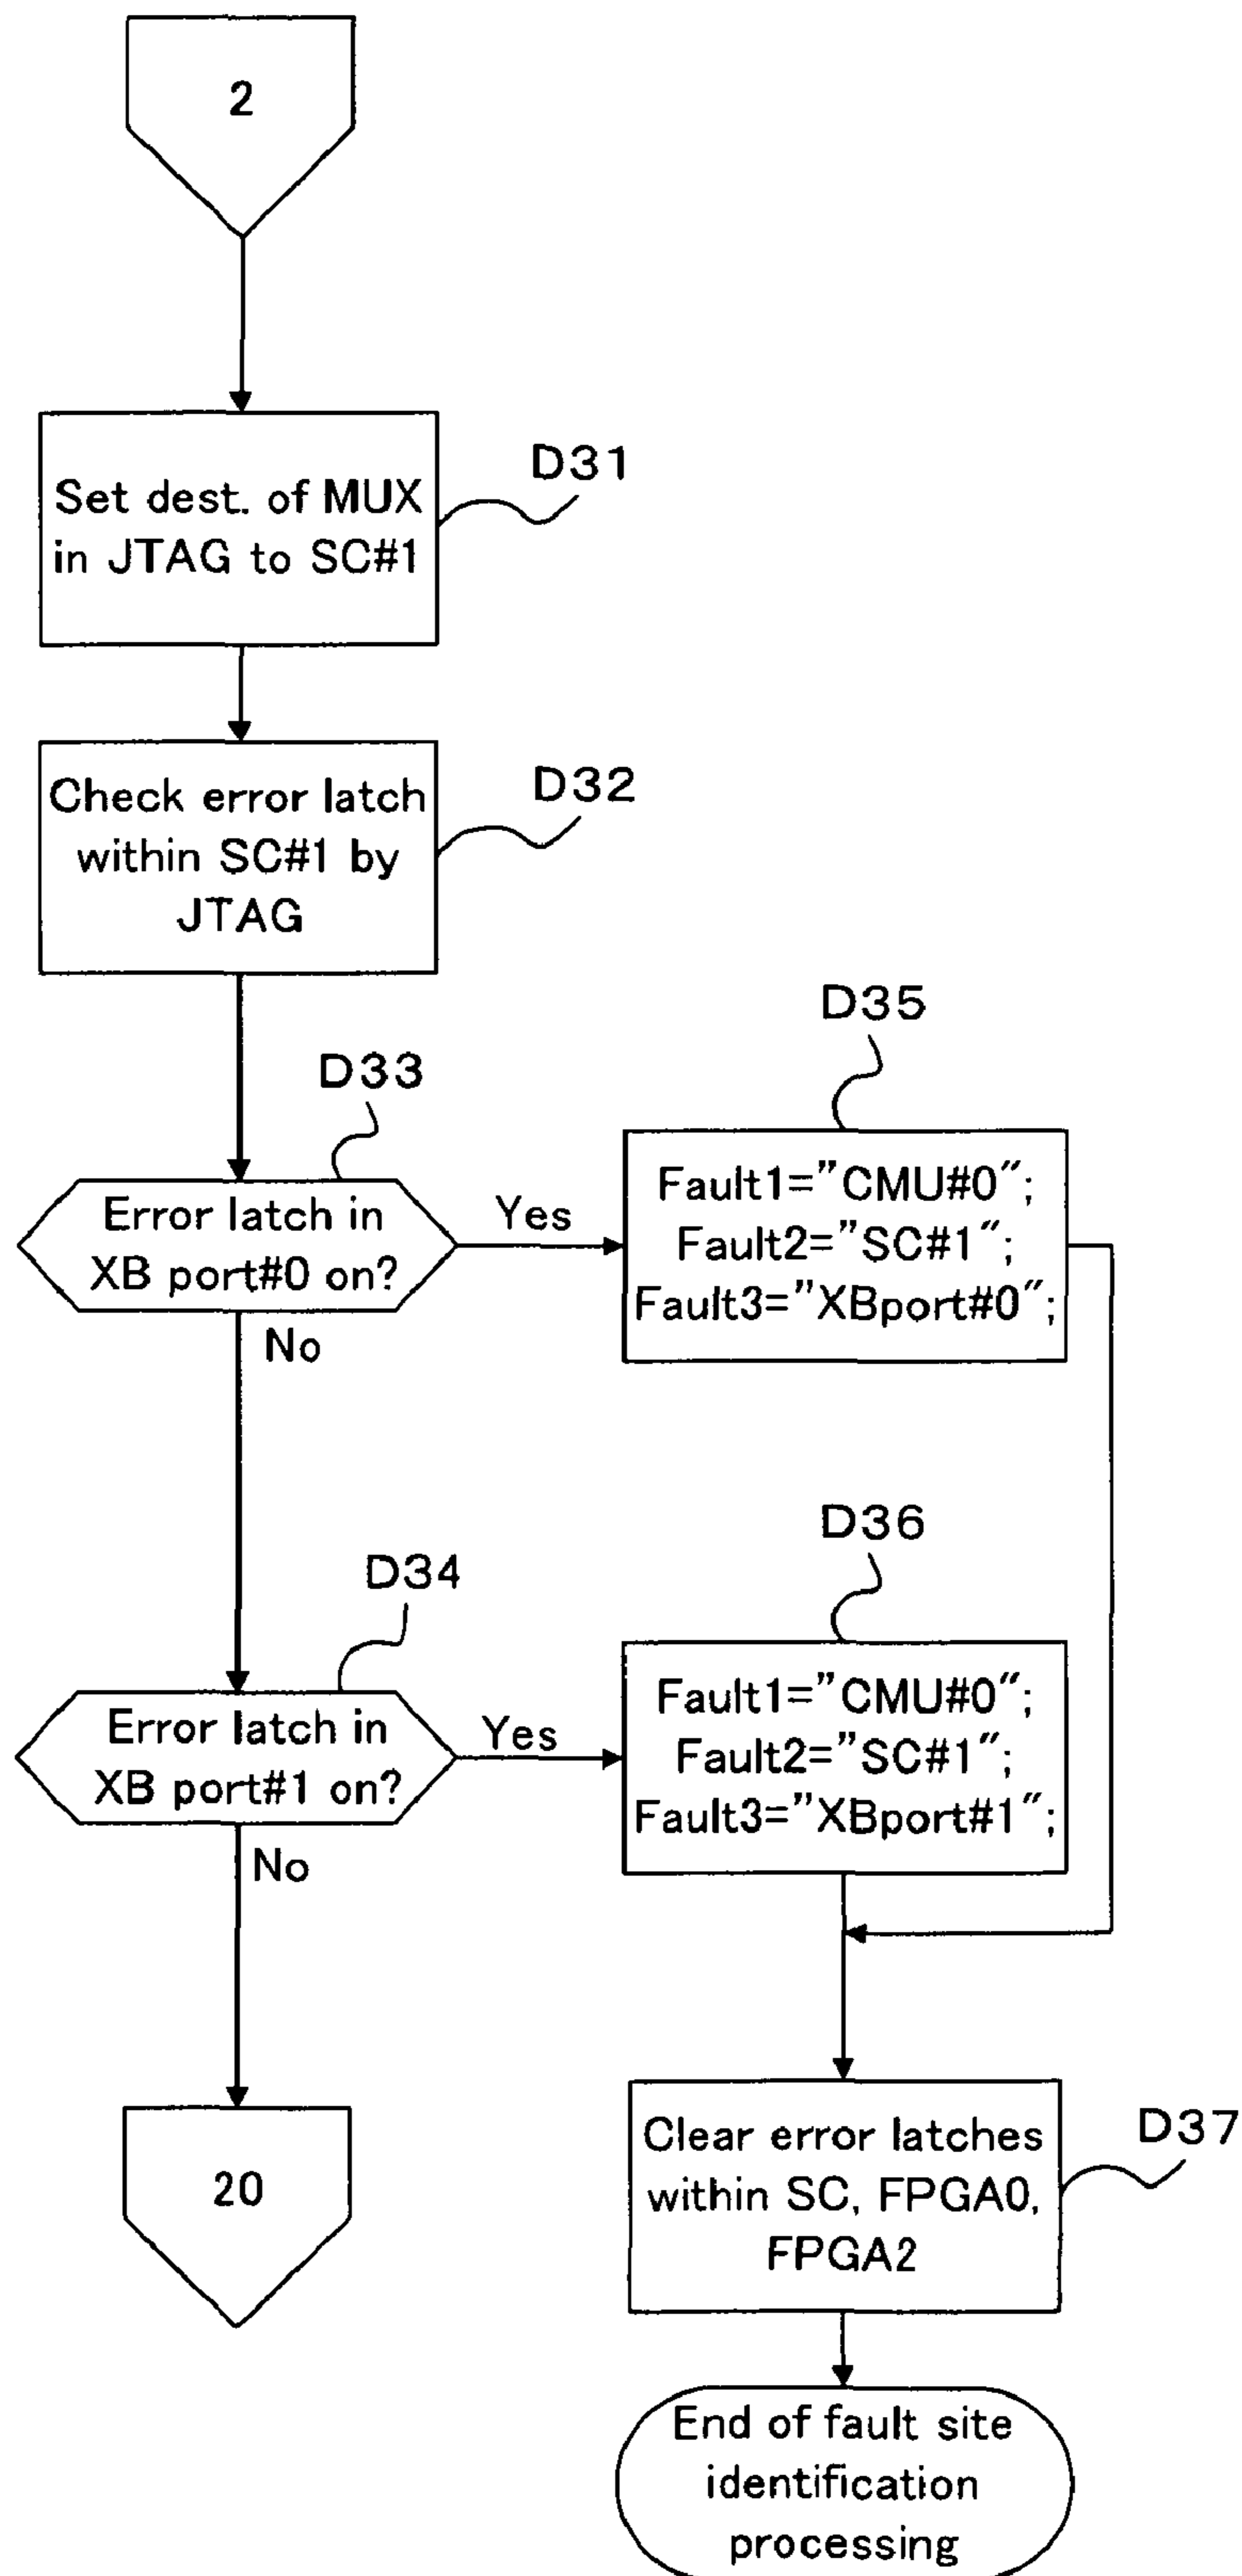 2
D31
Set dest. of MUX
in JTAG to SC#1
D32
Check error latch
within SC#1 by
JTAG
D33
Error latch in
XB port#0 on?
Yes
No
D35
Fault1="CMU#0";
Fault2="SC#1";
Fault3="XBport#0";
D34
Error latch in
XB port#1 on?
Yes
No
D36
Fault1="CMU#0";
Fault2="SC#1";
Fault3="XBport#1";
20
D37
Clear error latches
within SC, FPGA0,
FPGA2
End of fault site
identification
processing